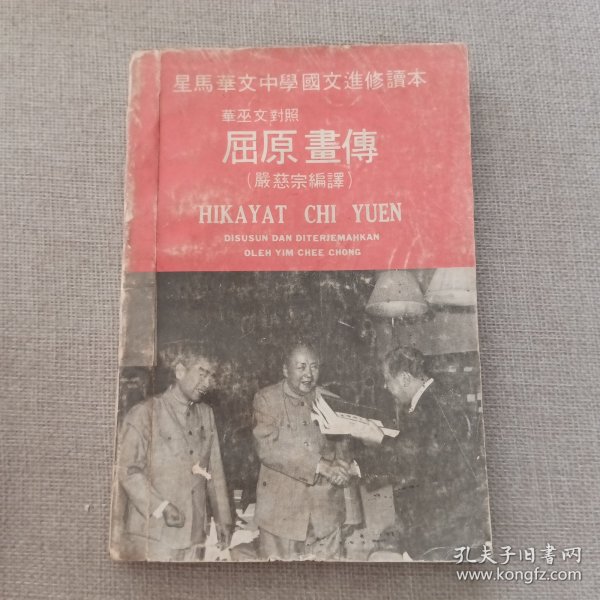 星馬華文中學國文進修讀本
華巫文對照
屈原畫傳
(嚴慈宗編譯)
HIKAYAT CHI YUEN
DISUSUN DAN DITERJEMAHKAN
OLEH YIM CHEE CHONG
孔夫子旧书网
www.kongfz.com